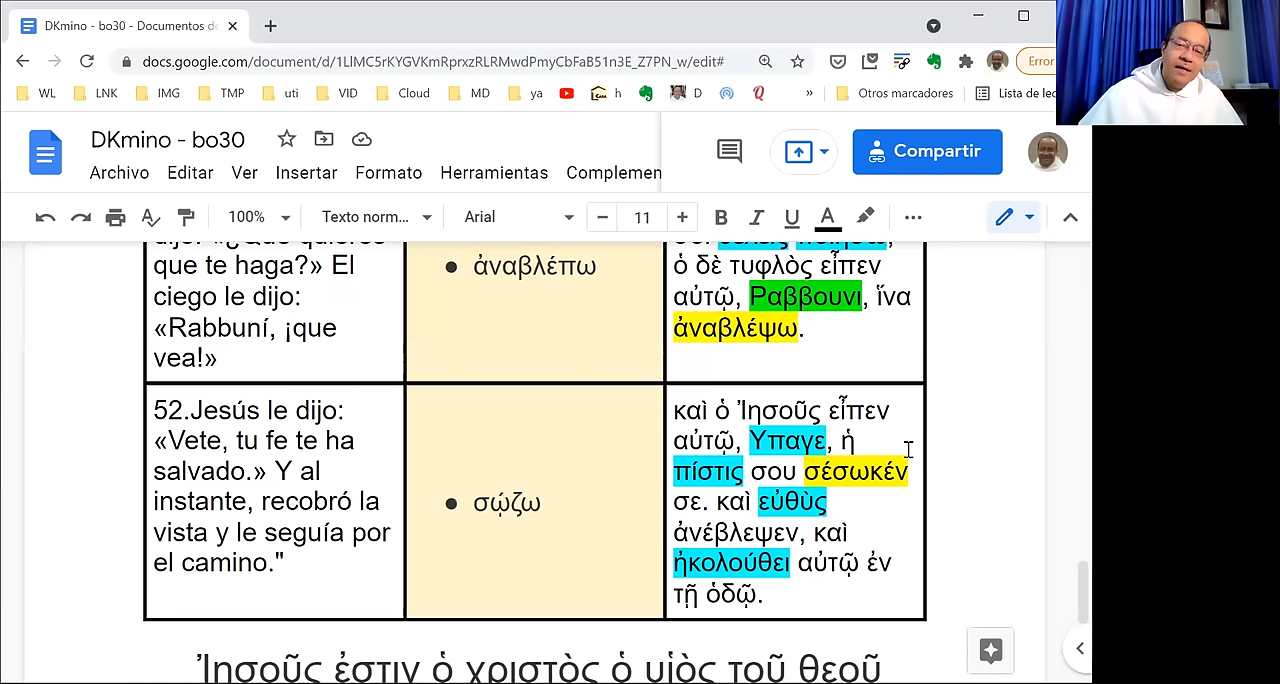 DKmino - bo30 - Documentos de
docs.google.com/document/d/1LlMC5rKYGVKmRprxzRLRMwdPmyCbFaB51n3E_Z7PN_w/edit#
Error
WL LNK IMG TMP uti VID Cloud MD ya h D » Otros marcadores Lista de lec
DKmino - bo30
Compartir
Archivo Editar Ver Insertar Formato Herramientas Complemen
100% Texto norm... Arial 11 B I U A
que te haga?» El
ciego le dijo:
«Rabbuní, ¡que
vea!»
ἀναβλέπω
ὁ δὲ τυφλὸς εἶπεν
αὐτῷ, Ραββουνι, ἵνα
ἀναβλέψω.
52.Jesús le dijo:
«Vete, tu fe te ha
salvado.» Y al
instante, recobró la
vista y le seguía por
el camino."
σῴζω
καὶ ὁ Ἰησοῦς εἶπεν
αὐτῷ, Υπαγε, ἡ
πίστις σου σέσωκέν
σε. καὶ εὐθὺς
ἀνέβλεψεν, καὶ
ἠκολούθει αὐτῷ ἐν
τῇ ὁδῷ.
Ἰησοῦς ἐστιν ὁ χριστὸς ὁ υἱὸς τοῦ θεοῦ